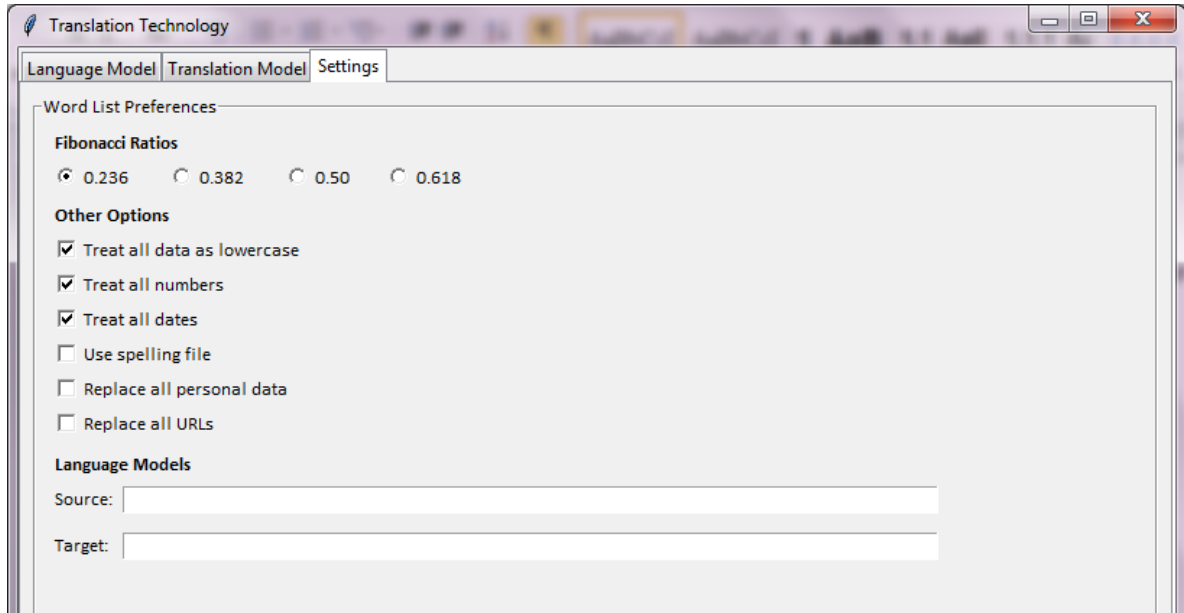 Translation Technology
Language Model Translation Model Settings
Word List Preferences
Fibonacci Ratios
0.236 0.382 0.50 0.618
Other Options
Treat all data as lowercase
Treat all numbers
Treat all dates
Use spelling file
Replace all personal data
Replace all URLs
Language Models
Source:
Target: